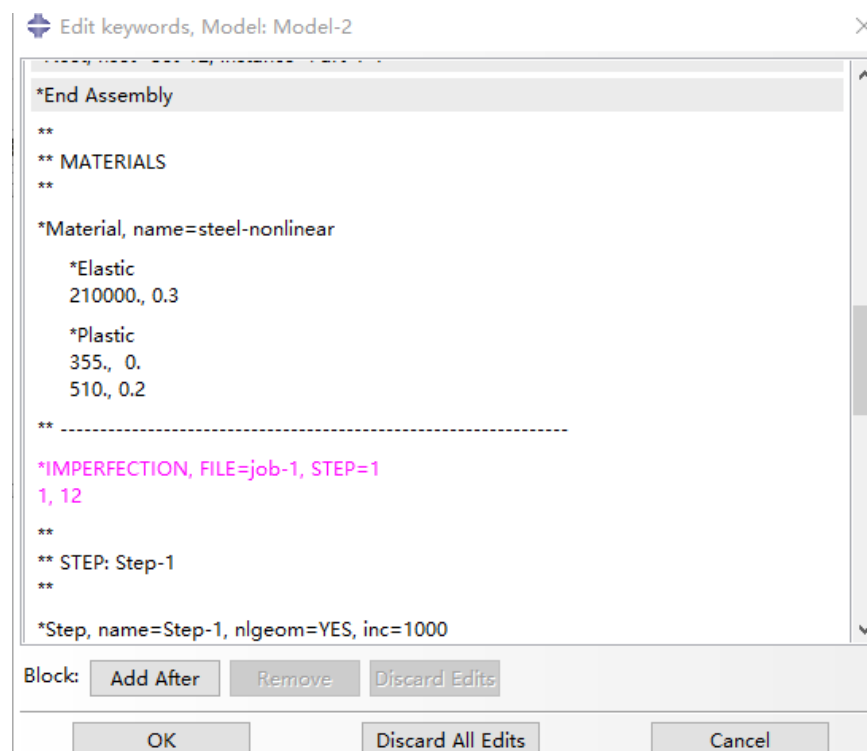 Edit keywords, Model: Model-2
*End Assembly
**
** MATERIALS
**
*Material, name=steel-nonlinear
*Elastic
210000., 0.3
*Plastic
355., 0.
510., 0.2
** ----------------------------------------------------------------
*IMPERFECTION, FILE=job-1, STEP=1
1, 12
**
** STEP: Step-1
**
*Step, name=Step-1, nlgeom=YES, inc=1000
Block: Add After Remove Discard Edits
OK Discard All Edits Cancel